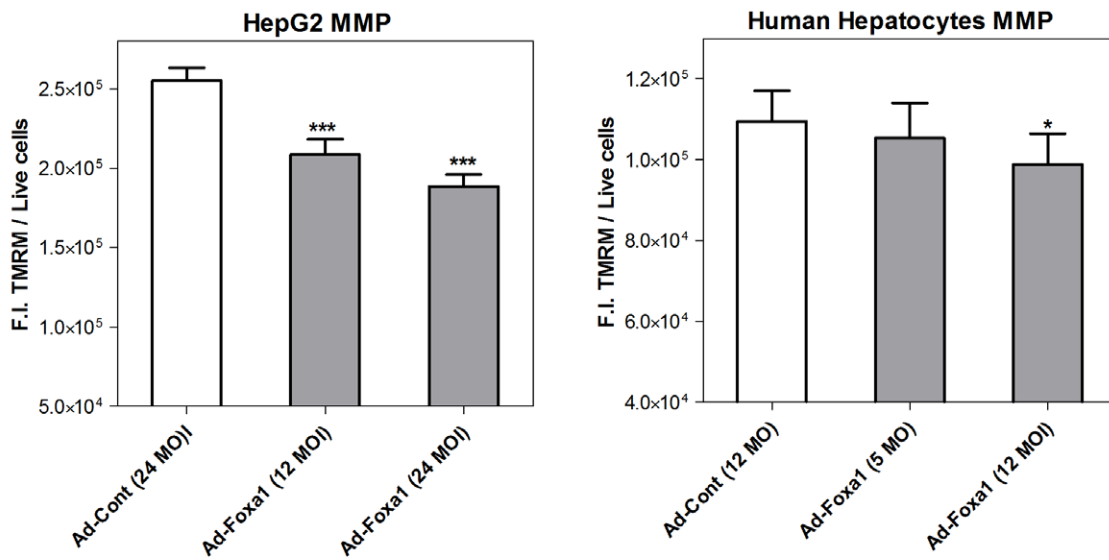 HepG2 MMP
F.I. TMRM / Live cells
2.5×10⁵
2.0×10⁵
1.5×10⁵
1.0×10⁵
5.0×10⁴
***
***
Ad-Cont (24 MO)I
Ad-Foxa1 (12 MOI)
Ad-Foxa1 (24 MOI)
Human Hepatocytes MMP
F.I. TMRM / Live cells
1.2×10⁵
1.0×10⁵
8.0×10⁴
6.0×10⁴
4.0×10⁴
*
Ad-Cont (12 MO)
Ad-Foxa1 (5 MO)
Ad-Foxa1 (12 MOI)